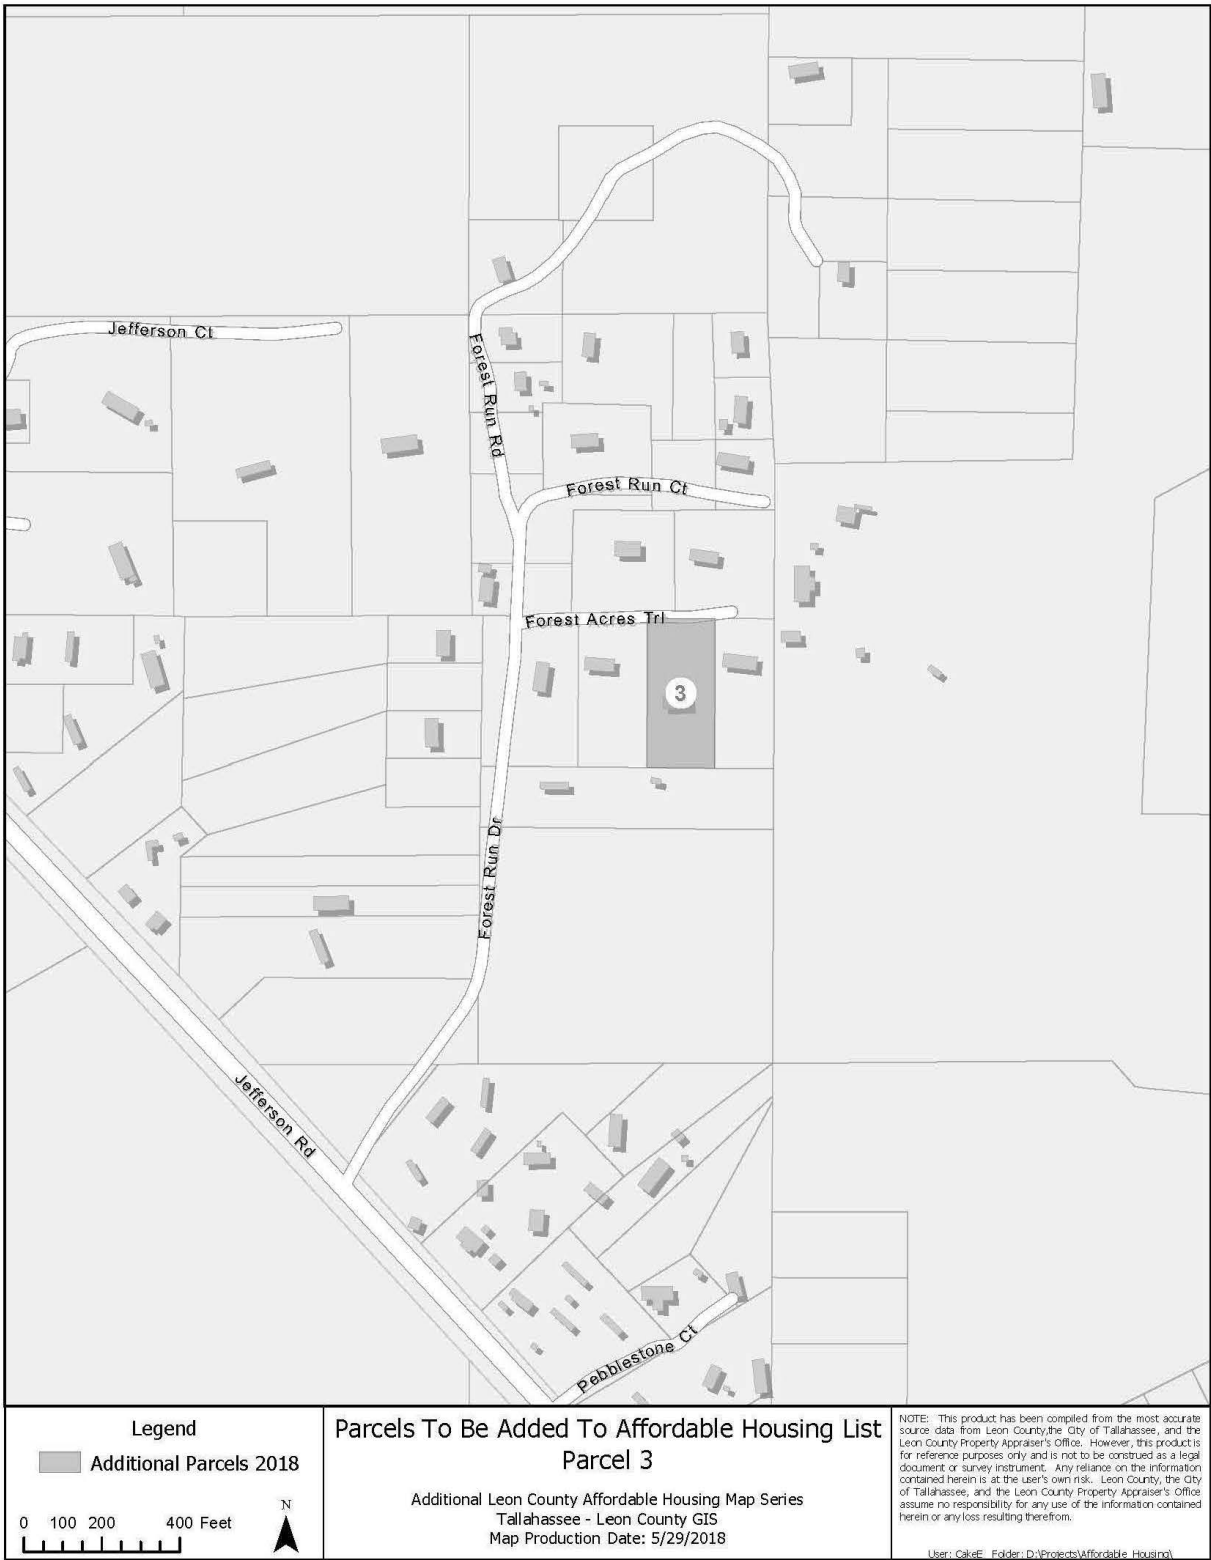 Jefferson Ct
Forest Run Rd
Forest Run Ct
Forest Acres Trl
3
Forest Run Dr
Jefferson Rd
Pebblestone Ct
Legend
Additional Parcels 2018
N
0 100 200 400 Feet
Parcels To Be Added To Affordable Housing List
Parcel 3
Additional Leon County Affordable Housing Map Series
Tallahassee - Leon County GIS
Map Production Date: 5/29/2018
NOTE: This product has been compiled from the most accurate
source data from Leon County,the City of Tallahassee, and the
Leon County Property Appraiser's Office. However, this product is
for reference purposes only and is not to be construed as a legal
document or survey instrument. Any reliance on the information
contained herein is at the user's own risk. Leon County, the City
of Tallahassee, and the Leon County Property Appraiser's Office
assume no responsibility for any use of the information contained
herein or any loss resulting therefrom.
User: CakeE Folder: D:\Projects\Affordable_Housing\